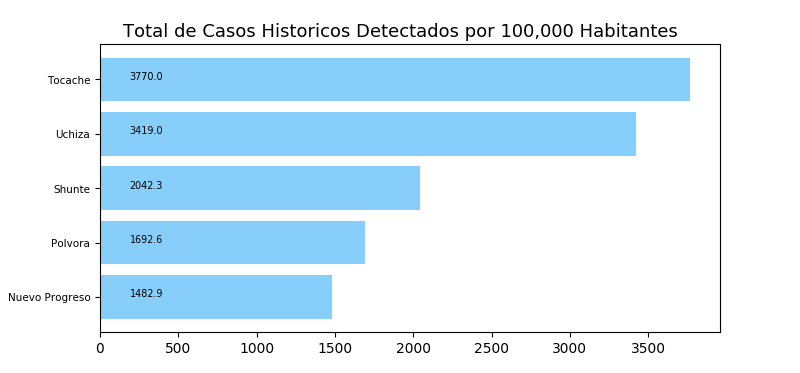 Total de Casos Historicos Detectados por 100,000 Habitantes
Tocache 3770.0
Uchiza 3419.0
Shunte 2042.3
Polvora 1692.6
Nuevo Progreso 1482.9
0 500 1000 1500 2000 2500 3000 3500